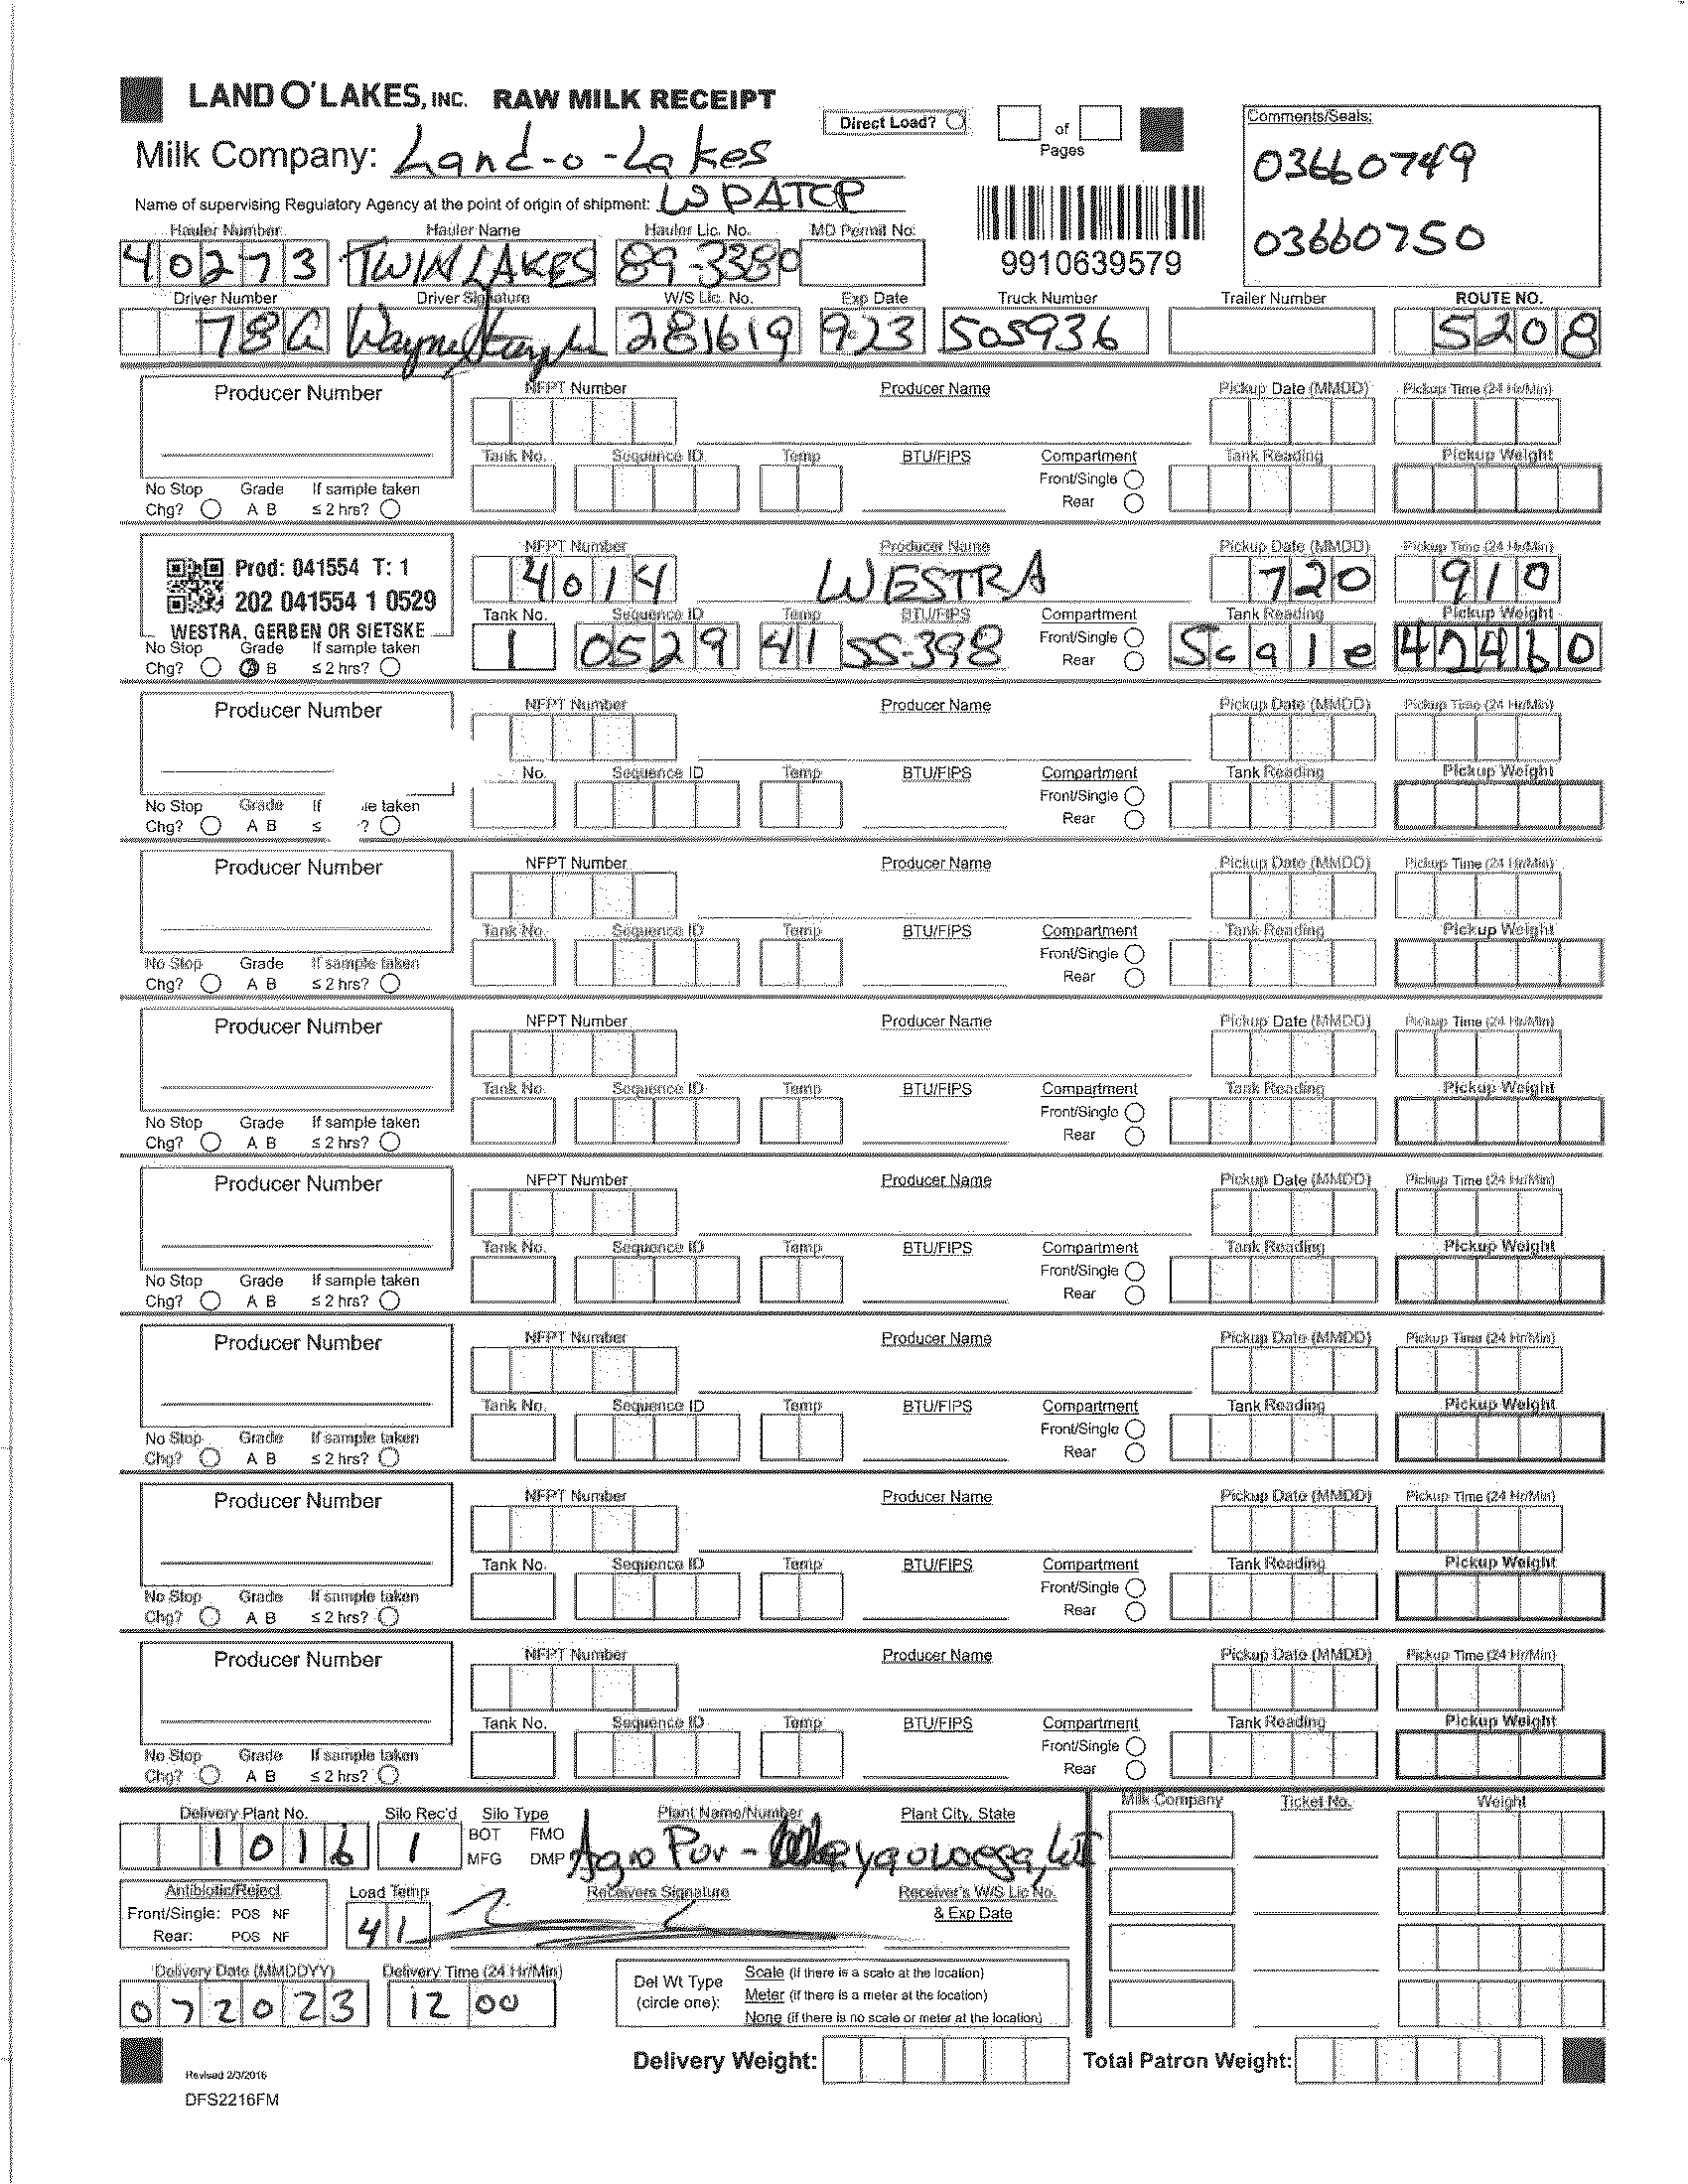 LAND O'LAKES, INC. RAW MILK RECEIPT
Direct Load?
of
Pages
Comments/Seals:
Milk Company: Land-o-Lakes
03660749
03660750
Name of supervising Regulatory Agency at the point of origin of shipment: WDATCP
9910639579
Hauler Number Hauler Name Hauler Lic. No. MD Permit No.
40273 TWIN LAKES 89-3380
Driver Number Driver Signature W/S Lic. No. Exp Date Truck Number Trailer Number ROUTE NO.
78 Wayne 281619 9-23 505936 5208
Producer Number NFPT Number Producer Name Pickup Date (MMDD) Pickup Time (24 Hr/Min)
Tank No. Sequence ID Temp BTU/FIPS Compartment Tank Reading Pickup Weight
No Stop Grade If sample taken Front/Single
Chg? A B ≤ 2 hrs? Rear
NFPT Number Producer Name Pickup Date (MMDD) Pickup Time (24 Hr/Min)
Prod: 041554 T: 1 4014 WESTRA 720 910
202 041554 1 0529
Tank No. Sequence ID Temp BTU/FIPS Compartment Tank Reading Pickup Weight
WESTRA, GERBEN OR SIETSKE
1 0529 41 SS-398 Scale 42460
No Stop Grade If sample taken Front/Single
Chg? B ≤ 2 hrs? Rear
Producer Number NFPT Number Producer Name Pickup Date (MMDD) Pickup Time (24 Hr/Min)
No. Sequence ID Temp BTU/FIPS Compartment Tank Reading Pickup Weight
No Stop Grade If le taken Front/Single
Chg? A B ≤ ? Rear
Producer Number NFPT Number Producer Name Pickup Date (MMDD) Pickup Time (24 Hr/Min)
Tank No. Sequence ID Temp BTU/FIPS Compartment Tank Reading Pickup Weight
No Stop Grade If sample taken Front/Single
Chg? A B ≤ 2 hrs? Rear
Producer Number NFPT Number Producer Name Pickup Date (MMDD) Pickup Time (24 Hr/Min)
Tank No. Sequence ID Temp BTU/FIPS Compartment Tank Reading Pickup Weight
No Stop Grade If sample taken Front/Single
Chg? A B ≤ 2 hrs? Rear
Producer Number NFPT Number Producer Name Pickup Date (MMDD) Pickup Time (24 Hr/Min)
Tank No. Sequence ID Temp BTU/FIPS Compartment Tank Reading Pickup Weight
No Stop Grade If sample taken Front/Single
Chg? A B ≤ 2 hrs? Rear
Producer Number NFPT Number Producer Name Pickup Date (MMDD) Pickup Time (24 Hr/Min)
Tank No. Sequence ID Temp BTU/FIPS Compartment Tank Reading Pickup Weight
No Stop Grade If sample taken Front/Single
Chg? A B ≤ 2 hrs? Rear
Producer Number NFPT Number Producer Name Pickup Date (MMDD) Pickup Time (24 Hr/Min)
Tank No. Sequence ID Temp BTU/FIPS Compartment Tank Reading Pickup Weight
No Stop Grade If sample taken Front/Single
Chg? A B ≤ 2 hrs? Rear
Producer Number NFPT Number Producer Name Pickup Date (MMDD) Pickup Time (24 Hr/Min)
Tank No. Sequence ID Temp BTU/FIPS Compartment Tank Reading Pickup Weight
No Stop Grade If sample taken Front/Single
Chg? A B ≤ 2 hrs? Rear
Delivery Plant No. Silo Rec'd Silo Type Plant Name/Number Plant City, State Milk Company Ticket No. Weight
1016 1 BOT FMO
MFG DMP Agro Pur -
Antibiotic/Reject Load Temp Receivers Signature Receiver's W/S Lic No.
& Exp Date
Front/Single: POS NF 41
Rear: POS NF
Delivery Date (MMDDYY) Delivery Time (24 Hr/Min)
072023 12 00
Del Wt Type
(circle one):
Scale (if there is a scale at the location)
Meter (if there is a meter at the location)
None (if there is no scale or meter at the location)
Delivery Weight: Total Patron Weight:
Revised 2/3/2016
DFS2216FM